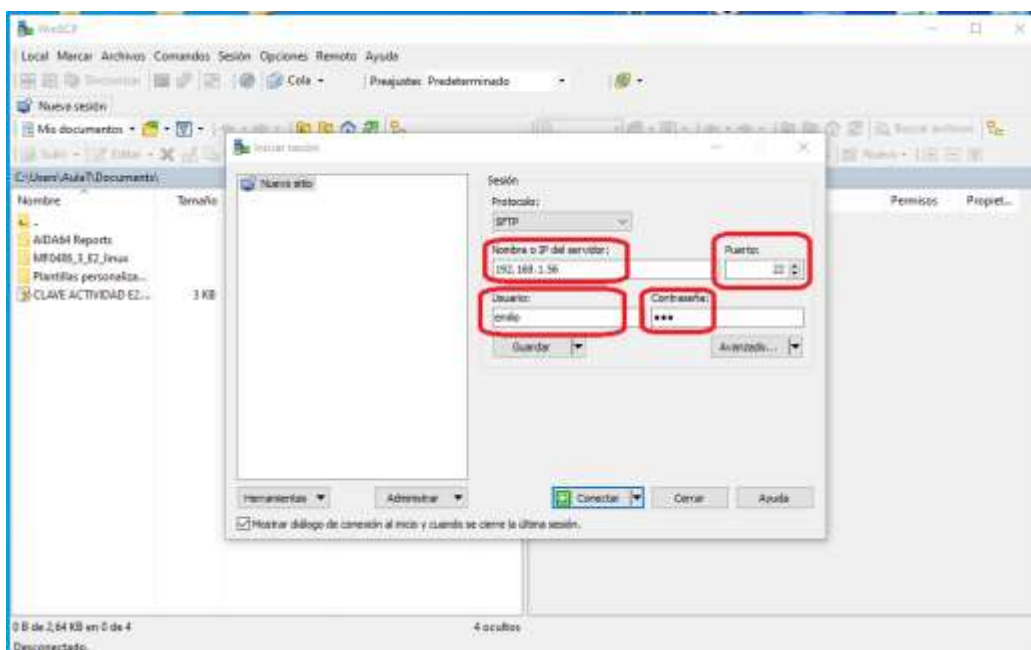 WinSCP
Local Marcar Archivos Comandos Sesión Opciones Remoto Ayuda
Cola Preajustes Predeterminado
Nueva sesión
Mis documentos
Editar Nuevo
C:\Users\Aula7\Documents\
Nombre Tamaño
AIDA64 Reports
MF0486_3_E2_linux
Plantillas personaliza...
CLAVE ACTIVIDAD E2... 3 KB
Permisos Propiet...
Iniciar sesión
Nuevo sitio
Sesión
Protocolo:
SFTP
Nombre o IP del servidor: Puerto:
192.168.1.56 22
Usuario: Contraseña:
emilio •••
Guardar Avanzado...
Herramientas Administrar Conectar Cerrar Ayuda
Mostrar diálogo de conexión al inicio y cuando se cierre la última sesión.
0 B de 2,64 KB en 0 de 4 4 ocultos
Desconectado.